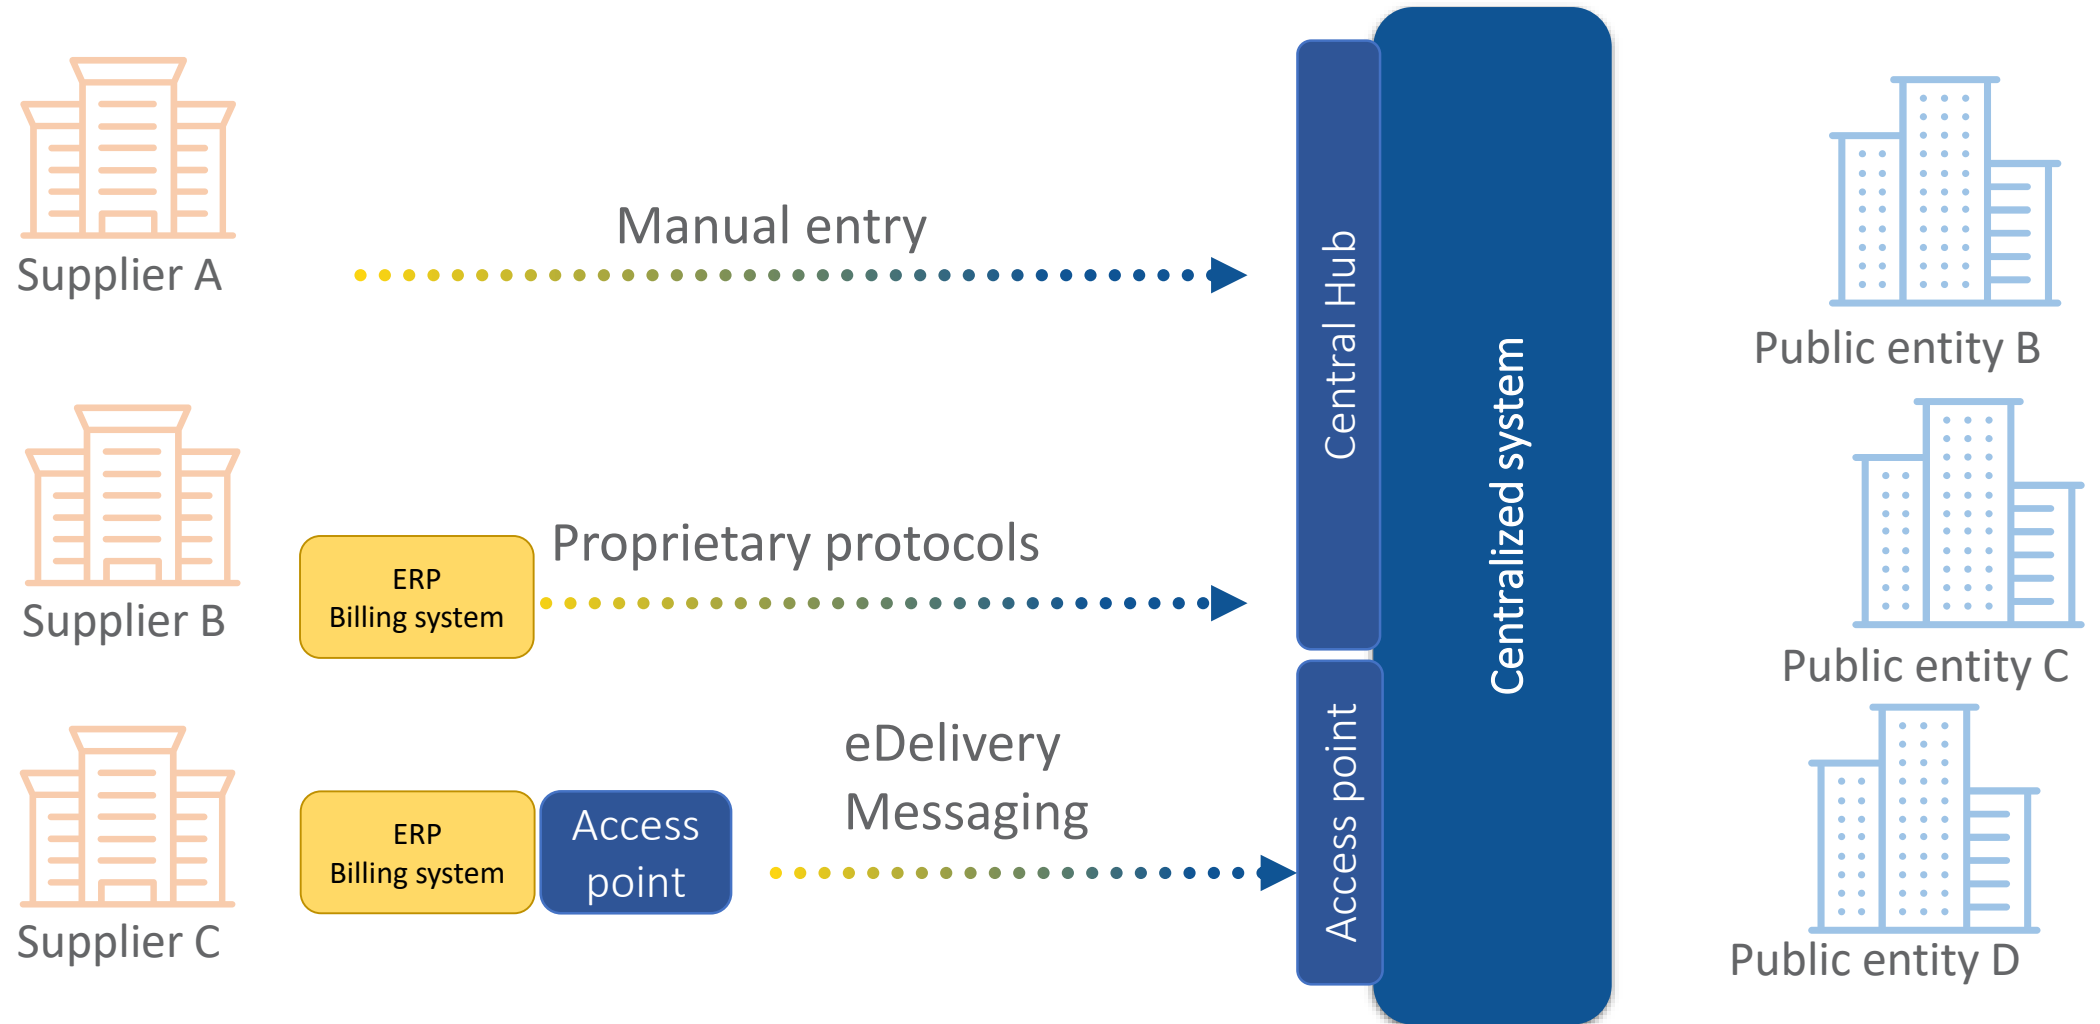 Manual entry
Supplier A
ERP
Billing system
Proprietary protocols
Supplier B
ERP
Billing system
Access
point
eDelivery
Messaging
Supplier C
Central Hub
Access point
Centralized system
Public entity B
Public entity C
Public entity D